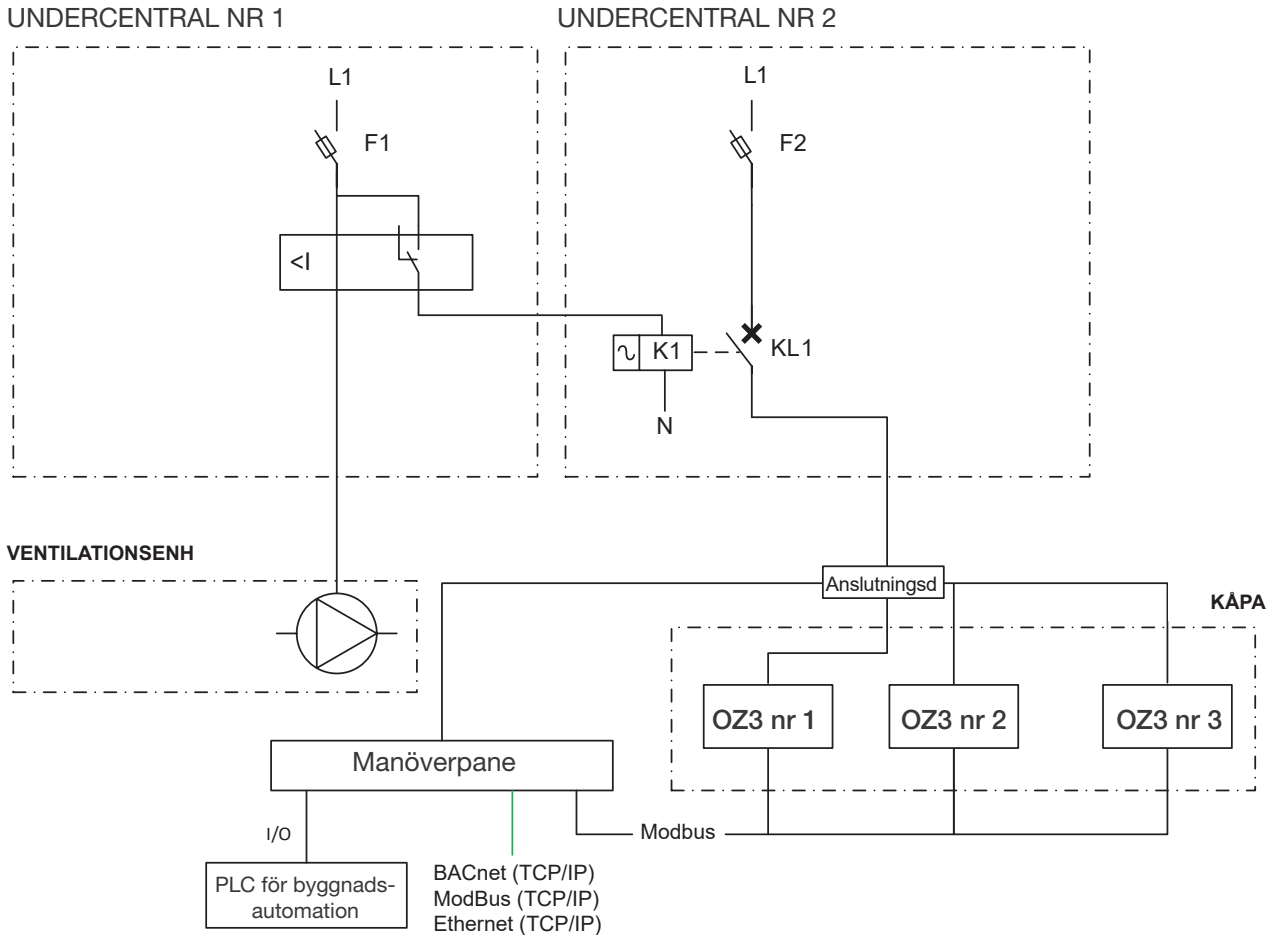 UNDERCENTRAL NR 1
UNDERCENTRAL NR 2
L1
L1
F1
F2
<I
K1
KL1
N
VENTILATIONSENH
Anslutningsd
KÅPA
OZ3 nr 1
OZ3 nr 2
OZ3 nr 3
Manöverpane
I/O
Modbus
PLC för byggnads-
automation
BACnet (TCP/IP)
ModBus (TCP/IP)
Ethernet (TCP/IP)